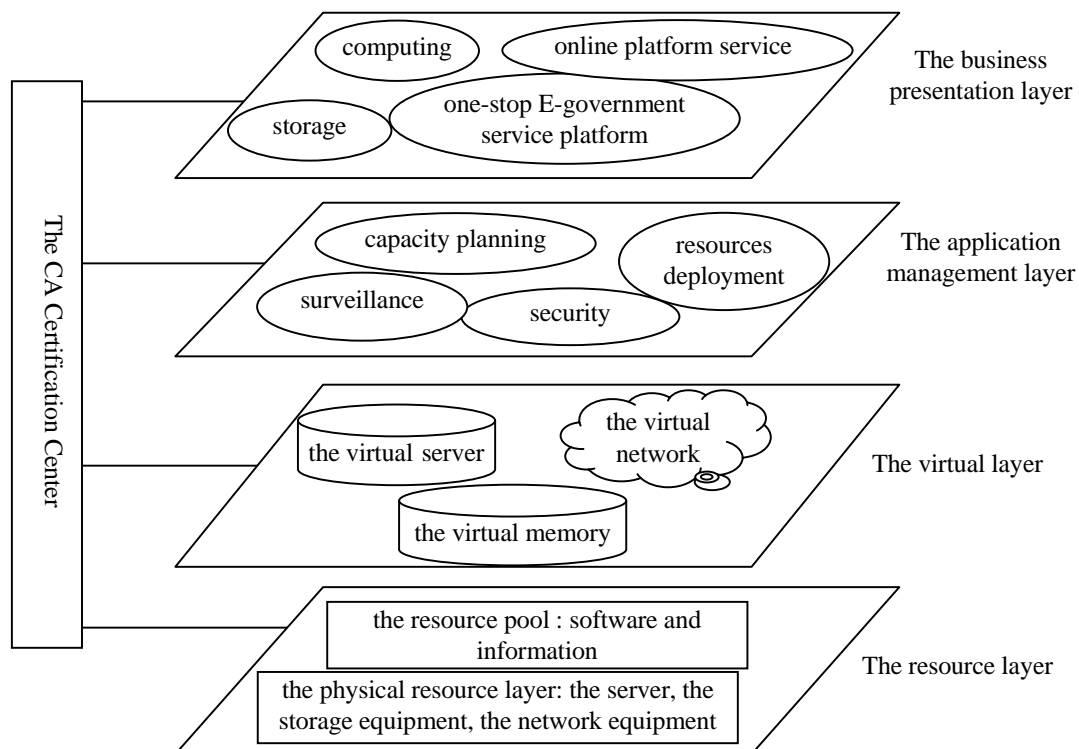 computing
online platform service
one-stop E-government
service platform
storage
The business
presentation layer
The CA Certification Center
capacity planning
resources
deployment
surveillance
security
The application
management layer
the virtual server
the virtual
network
the virtual memory
The virtual layer
the resource pool : software and
information
the physical resource layer: the server, the
storage equipment, the network equipment
The resource layer